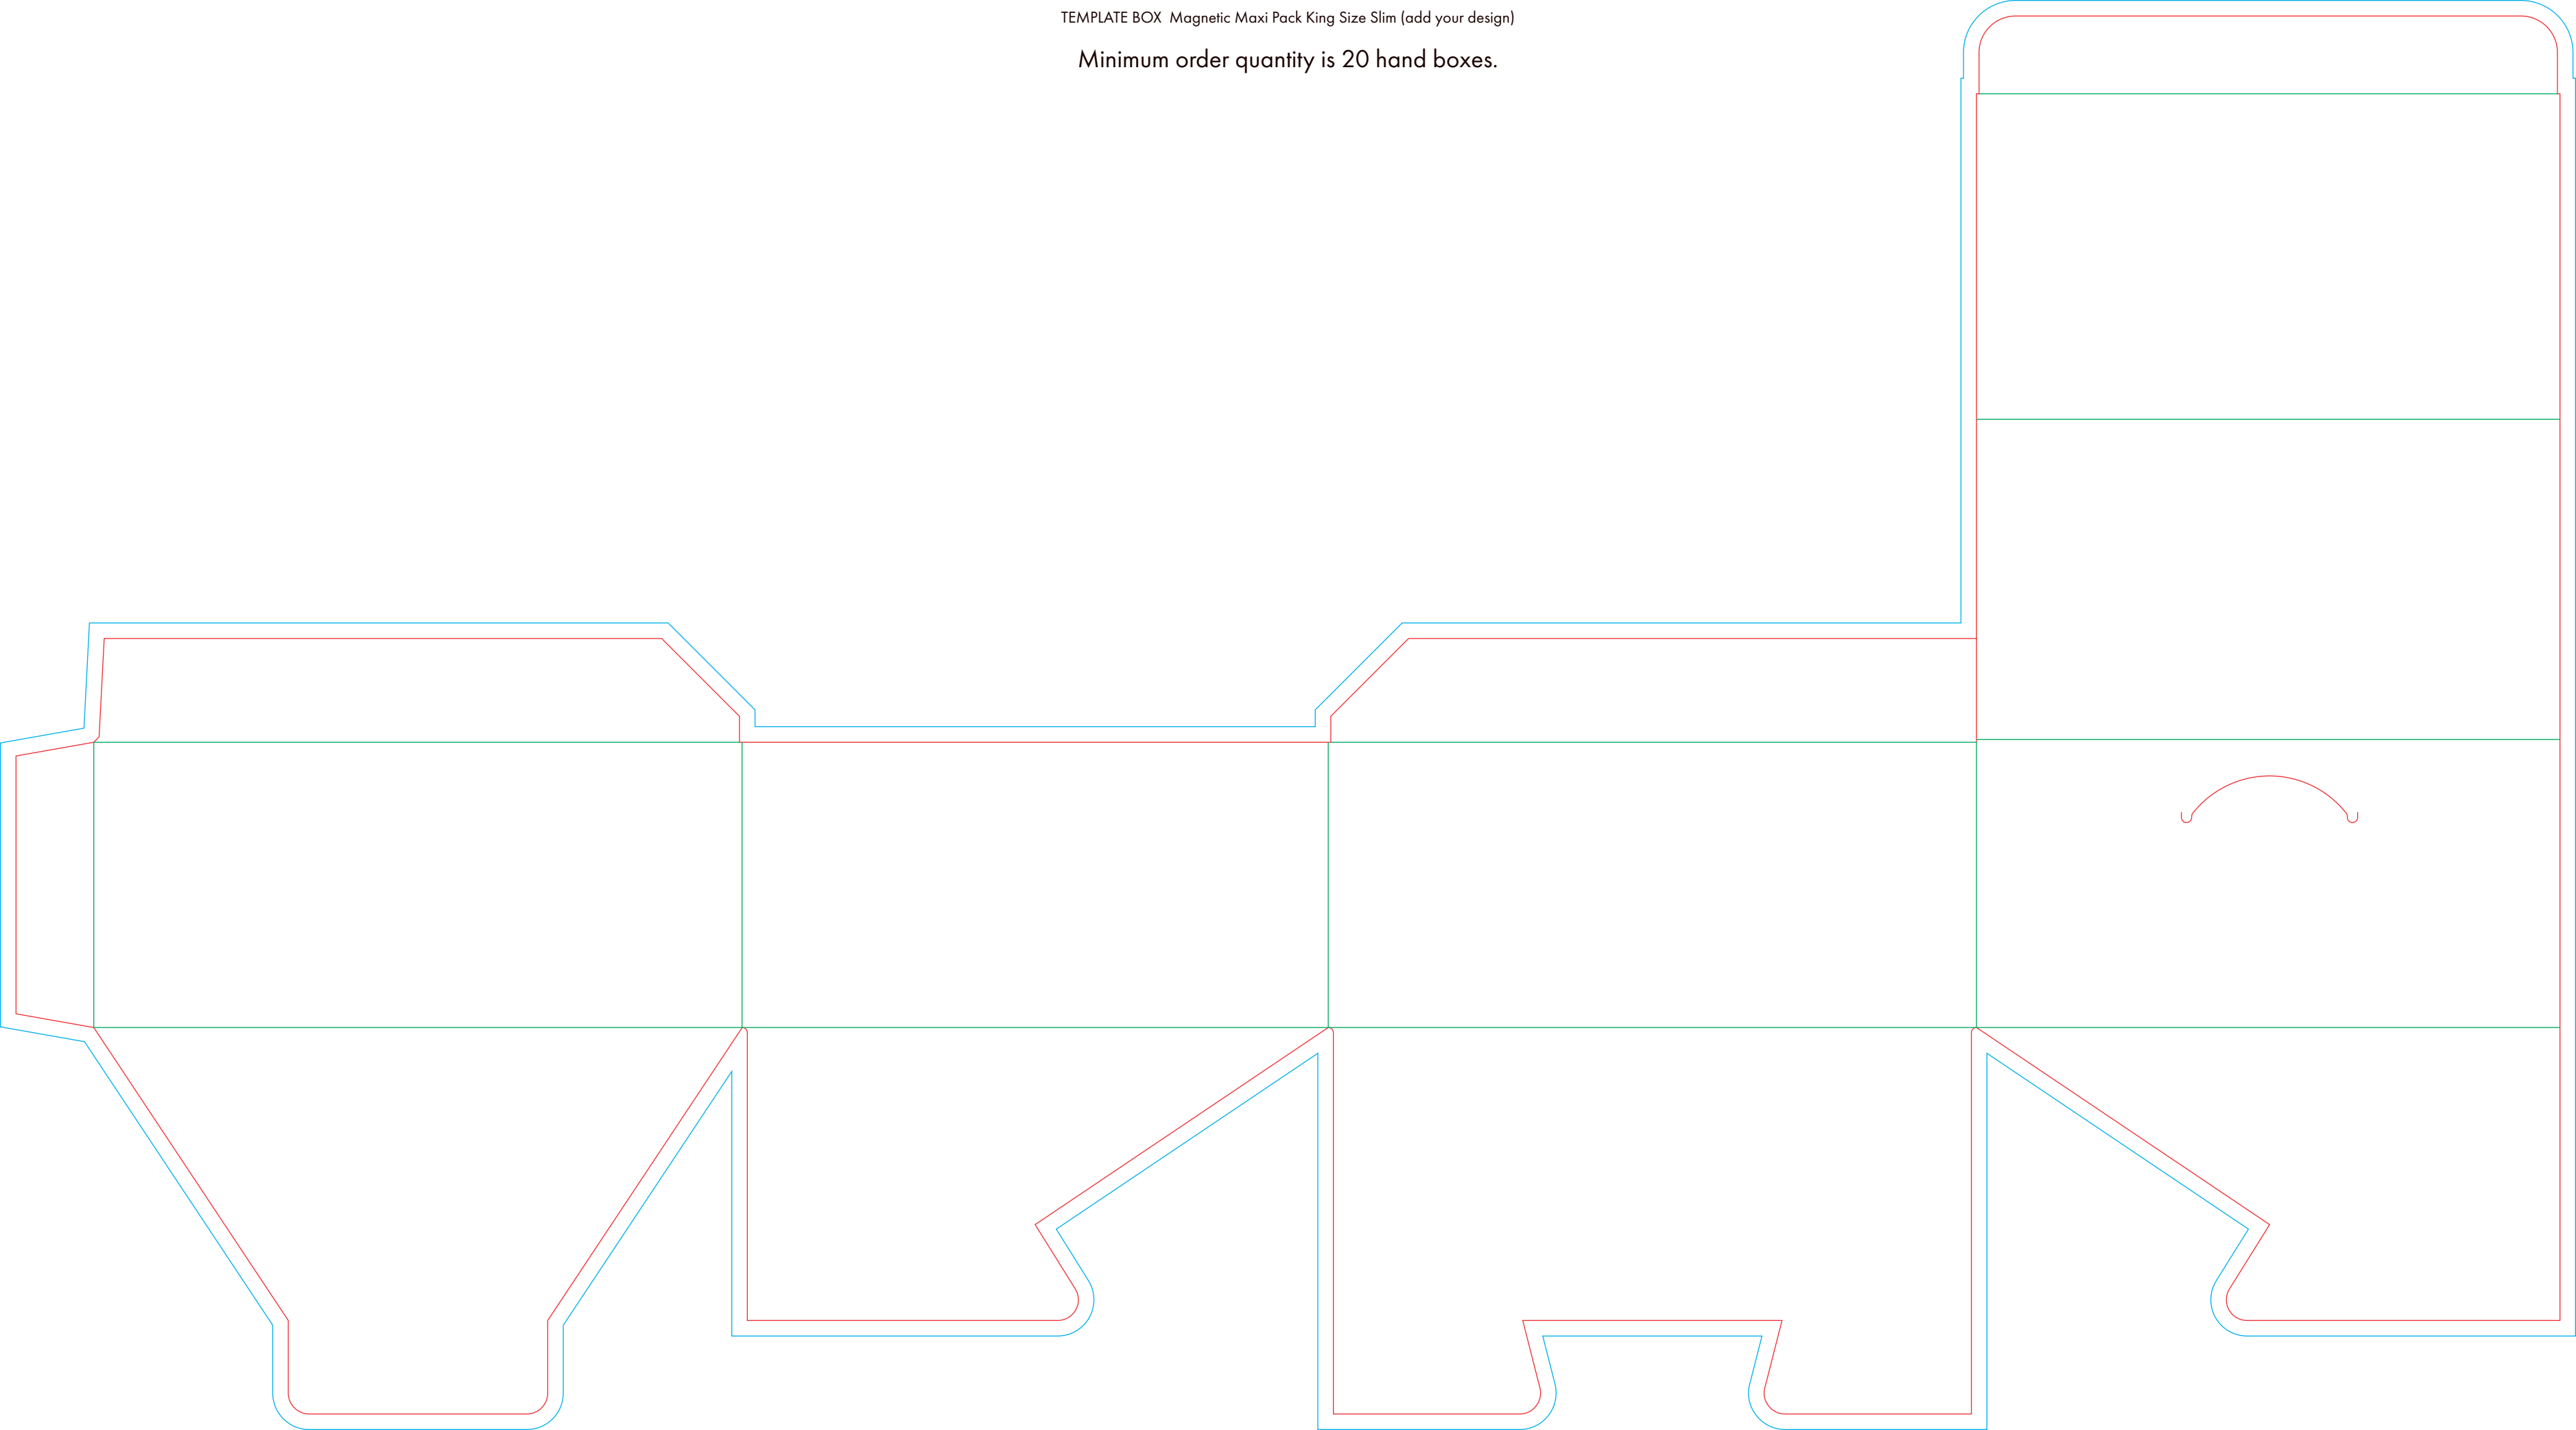 TEMPLATE BOX  Magnetic Maxi Pack King Size Slim (add your design)
Minimum order quantity is 20 hand boxes.